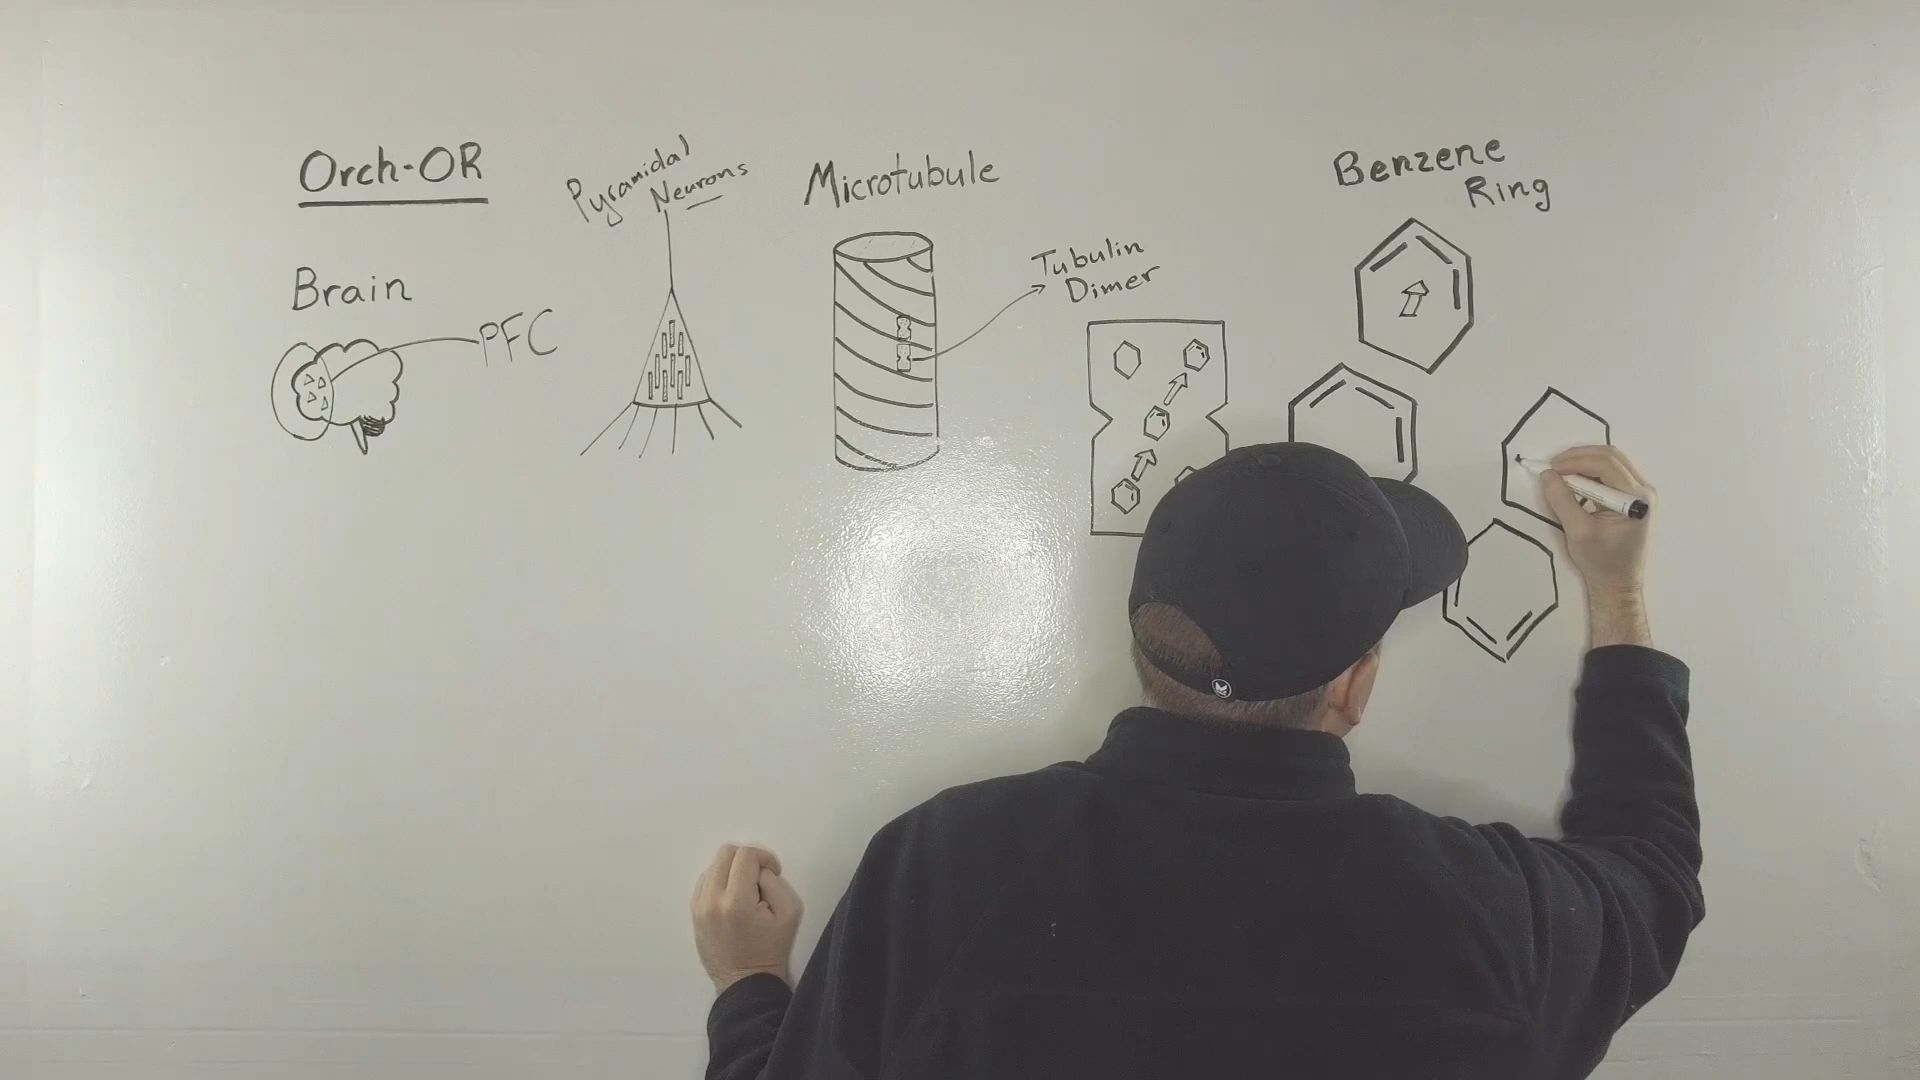 Orch-OR
Brain
PFC
Pyramidal
Neurons
Microtubule
Tubulin
Dimer
Benzene
Ring